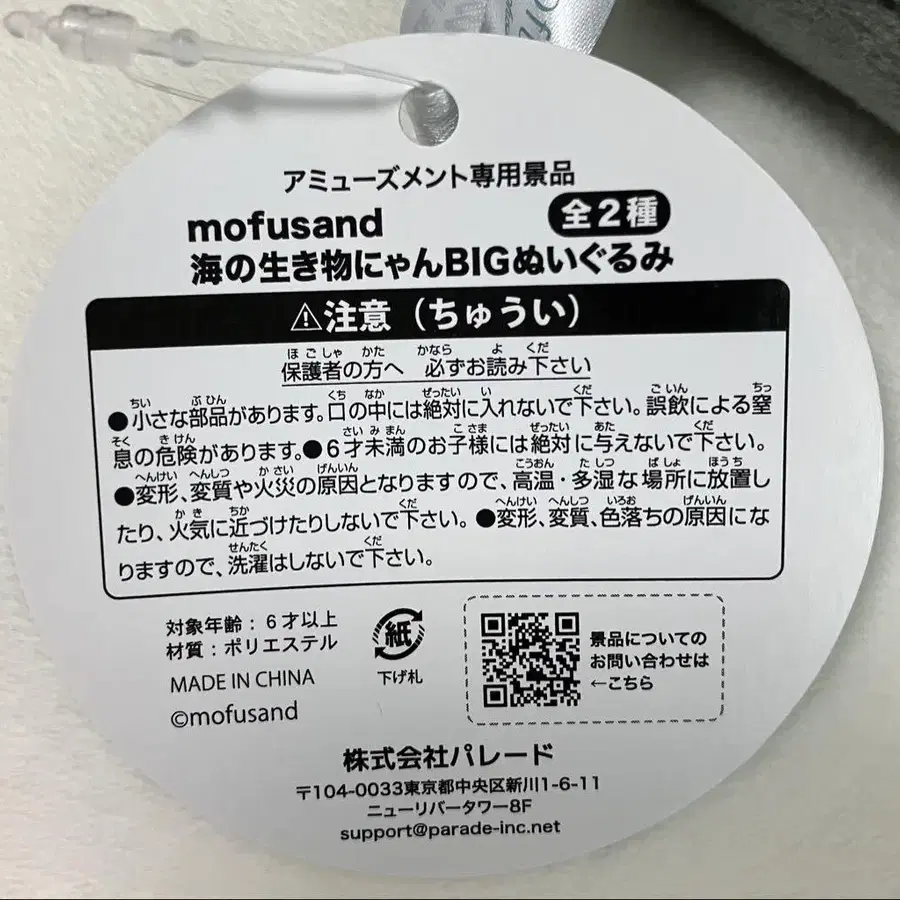 アミューズメント専用景品
mofusand 全2種
海の生き物にゃんBIGぬいぐるみ
⚠注意(ちゅうい)
ほごしゃ かた かなら よ くだ
保護者の方へ 必ずお読み下さい
ちい ぶひん くち なか ぜったい い くだ ごいん ちっ
●小さな部品があります。口の中には絶対に入れないで下さい。誤飲による窒
そく きけん さいみまん こさま ぜったい あた くだ
息の危険があります。●6才未満のお子様には絶対に与えないで下さい。
へんけい へんしつ かさい げんいん こうおん たしつ ばしょ ほうち
●変形、変質や火災の原因となりますので、高温・多湿な場所に放置し
かき ちか くだ へんけい へんしつ いろお げんいん
たり、火気に近づけたりしないで下さい。●変形、変質、色落ちの原因にな
せんたく くだ
りますので、洗濯はしないで下さい。
対象年齢:6才以上
材質:ポリエステル
MADE IN CHINA
©mofusand
紙
下げ札
景品についての
お問い合わせは
←こちら
株式会社パレード
〒104-0033東京都中央区新川1-6-11
ニューリバータワー8F
support@parade-inc.net